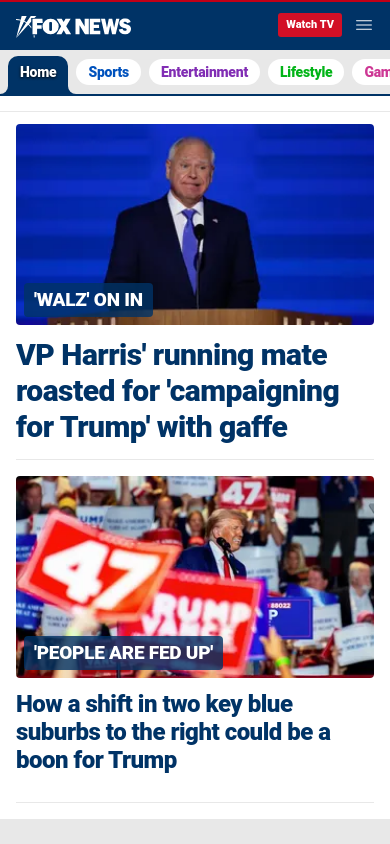 FOX NEWS
Watch TV
Home
Sports
Entertainment
Lifestyle
'WALZ' ON IN
VP Harris' running mate
roasted for 'campaigning
for Trump' with gaffe
47
47
TRUMP
88022
'PEOPLE ARE FED UP'
How a shift in two key blue
suburbs to the right could be a
boon for Trump